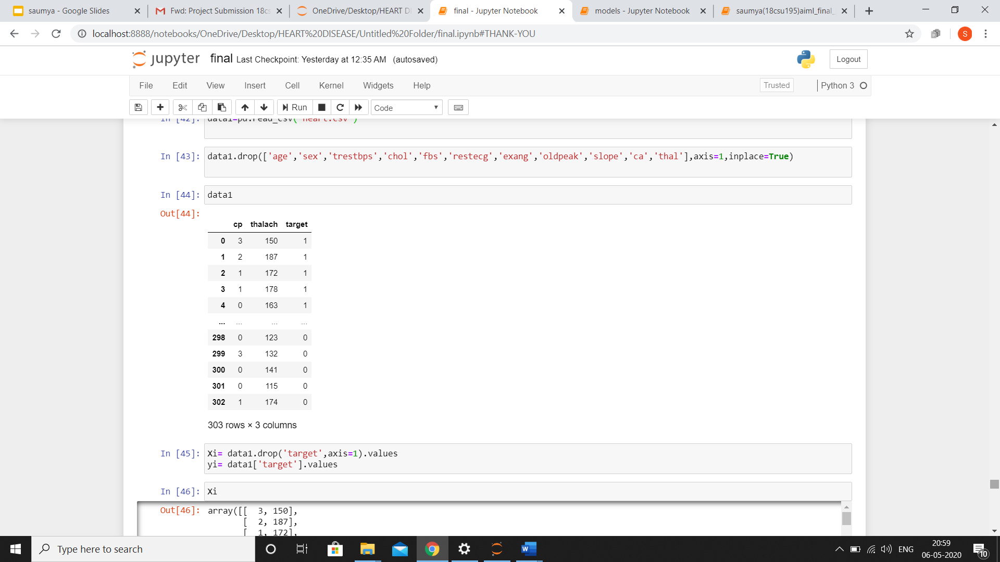 saumya - Google Slides
Fwd: Project Submission 18cs
OneDrive/Desktop/HEART D
final - Jupyter Notebook
models - Jupyter Notebook
saumya(18csu195)aiml_final_
localhost:8888/notebooks/OneDrive/Desktop/HEART%20DISEASE/Untitled%20Folder/final.ipynb#THANK-YOU
S
jupyter final Last Checkpoint: Yesterday at 12:35 AM (autosaved)
Logout
File Edit View Insert Cell Kernel Widgets Help
Trusted
Python 3
Run
Code
In [42]: data1=pd.read_csv('heart.csv')
In [43]: data1.drop(['age','sex','trestbps','chol','fbs','restecg','exang','oldpeak','slope','ca','thal'],axis=1,inplace=True)
In [44]: data1
Out[44]:
cp thalach target
0 3 150 1
1 2 187 1
2 1 172 1
3 1 178 1
4 0 163 1
... ... ... ...
298 0 123 0
299 3 132 0
300 0 141 0
301 0 115 0
302 1 174 0
303 rows × 3 columns
In [45]: Xi= data1.drop('target',axis=1).values
yi= data1['target'].values
In [46]: Xi
Out[46]: array([[ 3, 150],
[ 2, 187],
[ 1, 172],
Type here to search
W
ENG
20:59
06-05-2020
10